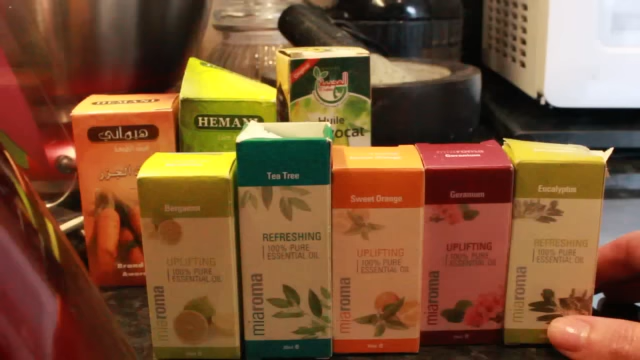 HEMANI
هيماني
HEMANI
Huile
Bergamot
UPLIFTING
100% PURE
ESSENTIAL OIL
miaroma
Tea Tree
REFRESHING
100% PURE
ESSENTIAL OIL
miaroma
Sweet Orange
UPLIFTING
100% PURE
ESSENTIAL OIL
miaroma
Geranium
UPLIFTING
100% PURE
ESSENTIAL OIL
miaroma
Eucalyptus
REFRESHING
100% PURE
ESSENTIAL OIL
miaroma